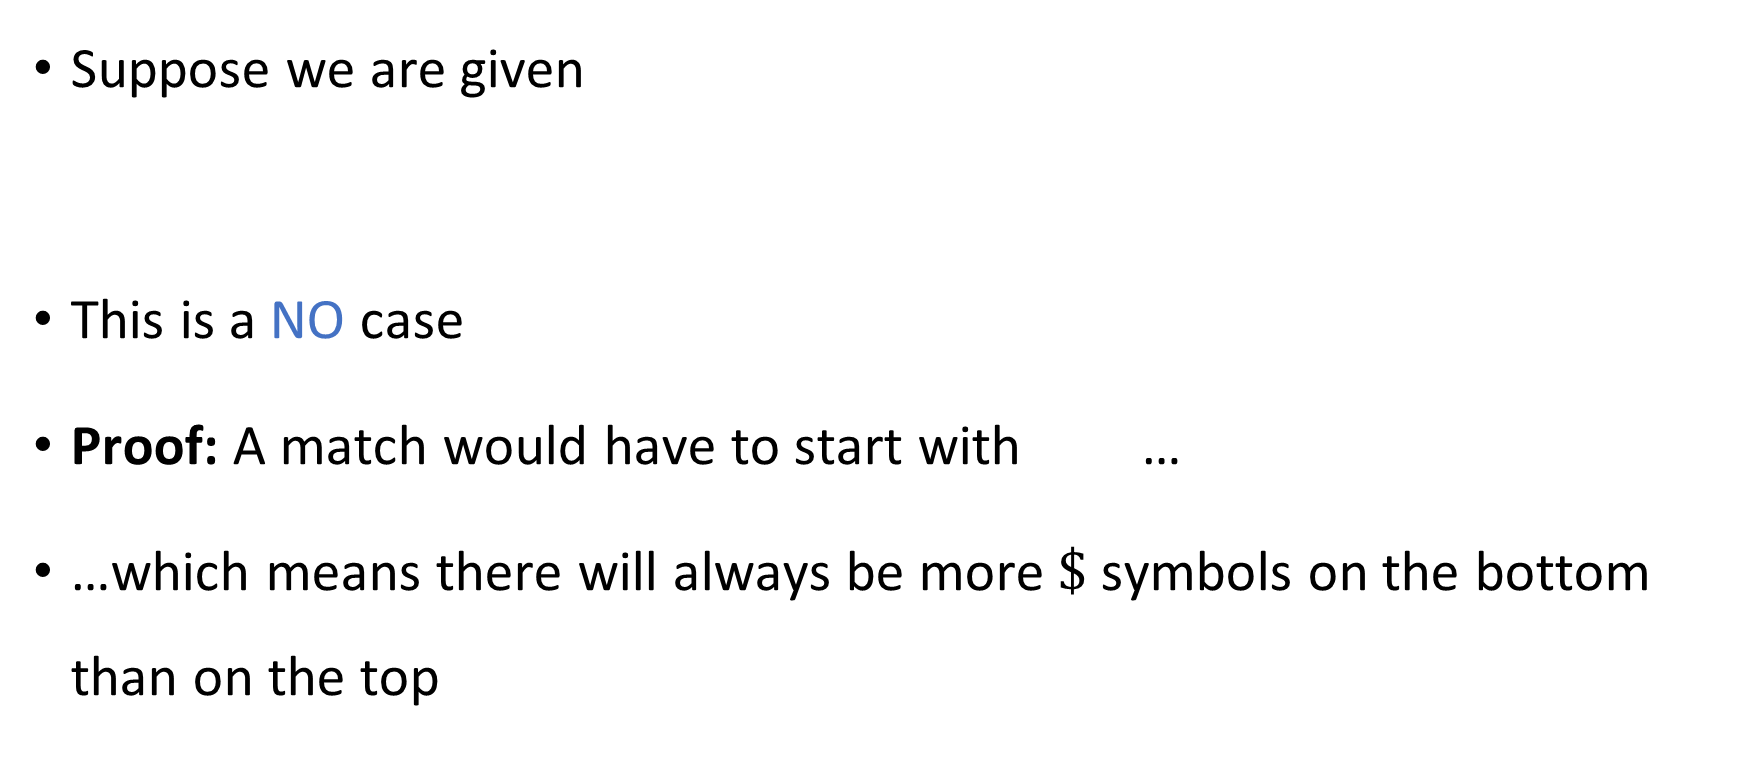 • Suppose we are given
• This is a NO case
• Proof: A match would have to start with ...
• ...which means there will always be more $ symbols on the bottom
than on the top